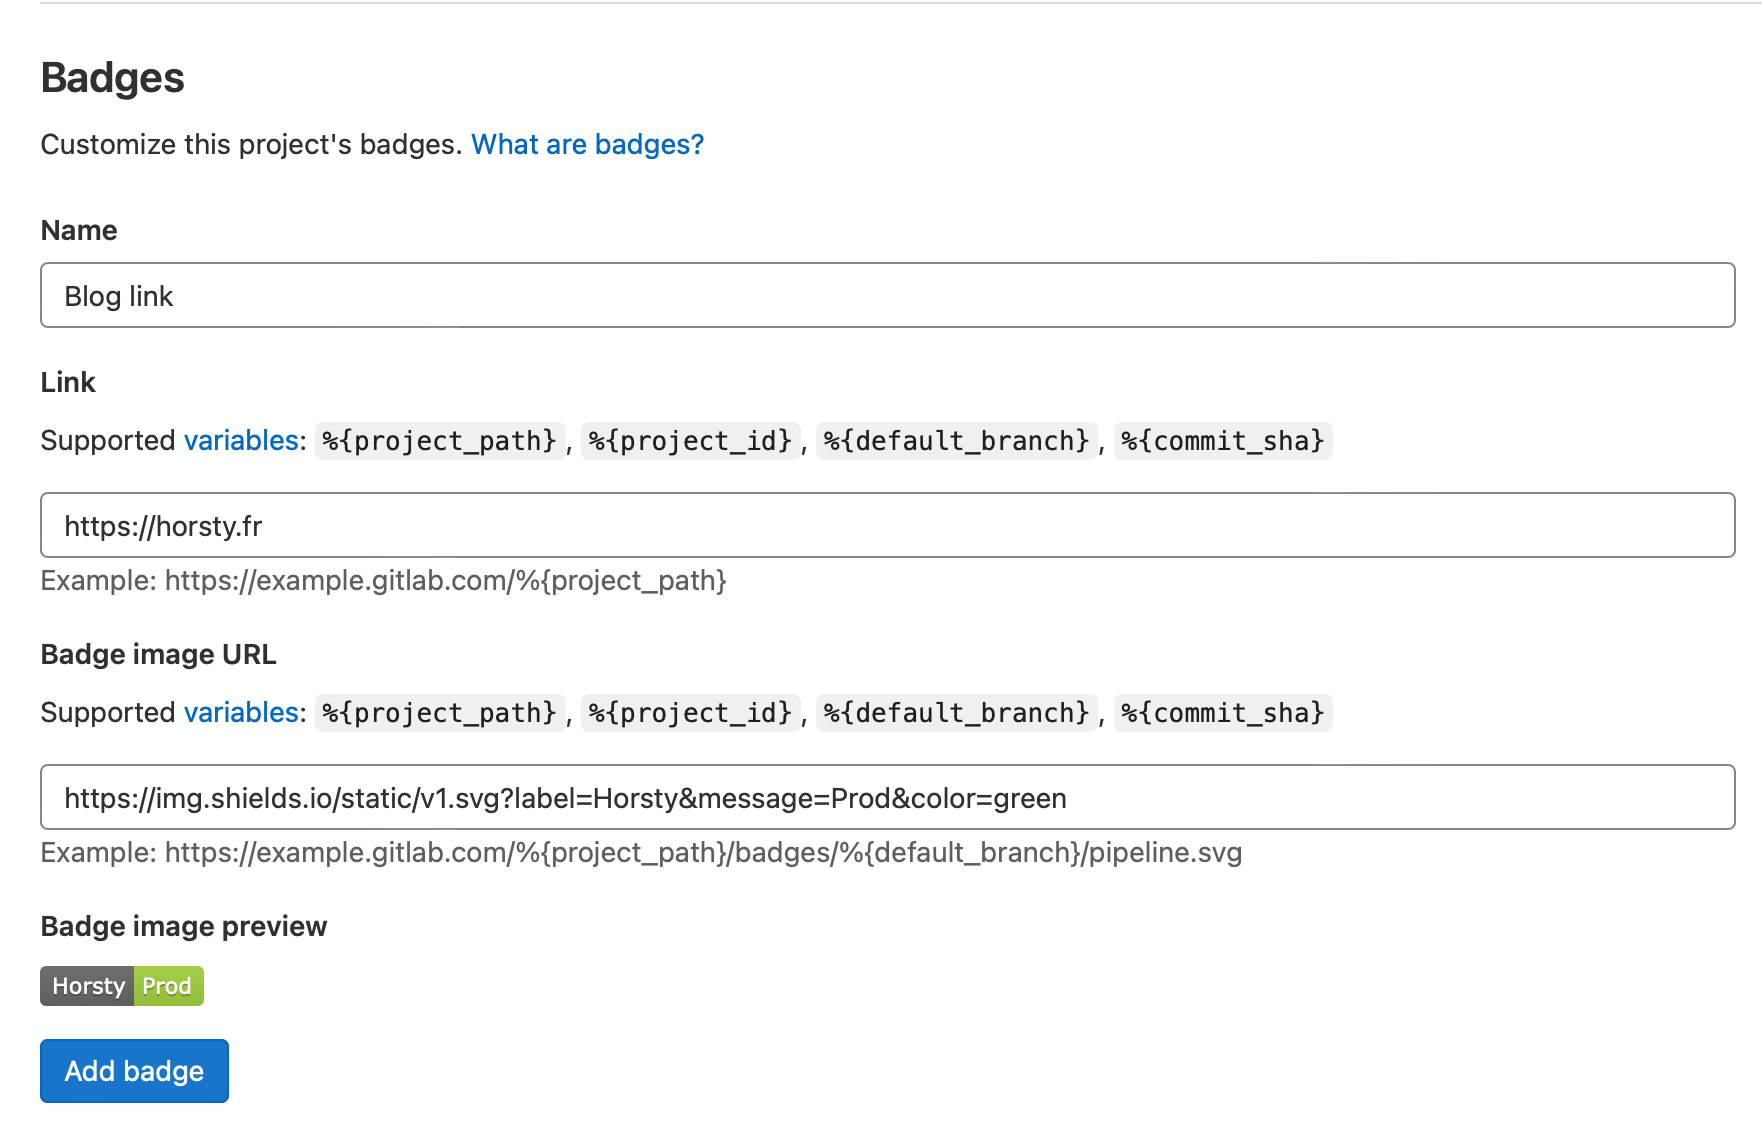 Badges
Customize this project's badges. What are badges?
Name
Blog link
Link
Supported variables: %{project_path}, %{project_id}, %{default_branch}, %{commit_sha}
https://horsty.fr
Example: https://example.gitlab.com/%{project_path}
Badge image URL
Supported variables: %{project_path}, %{project_id}, %{default_branch}, %{commit_sha}
https://img.shields.io/static/v1.svg?label=Horsty&message=Prod&color=green
Example: https://example.gitlab.com/%{project_path}/badges/%{default_branch}/pipeline.svg
Badge image preview
Horsty Prod
Add badge